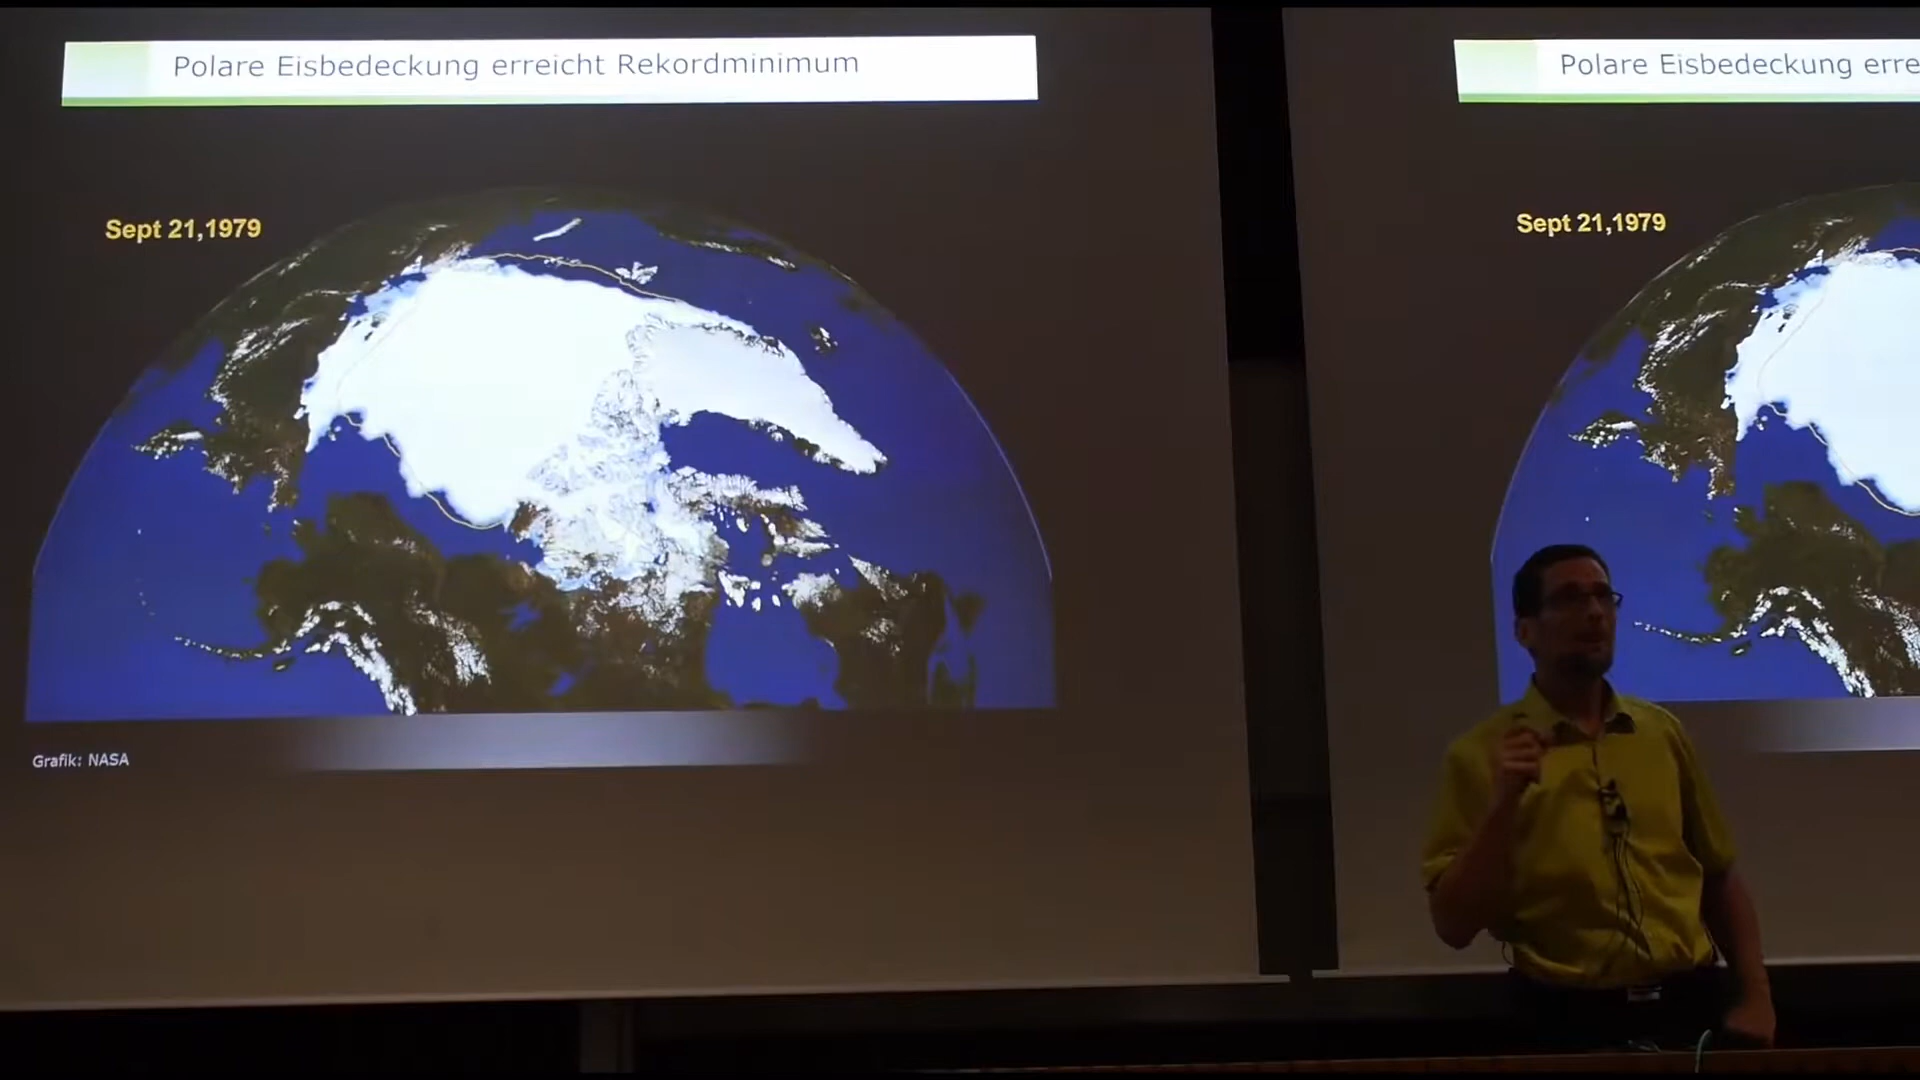 Polare Eisbedeckung erreicht Rekordminimum
Sept 21,1979
Grafik: NASA
Polare Eisbedeckung erre
Sept 21,1979